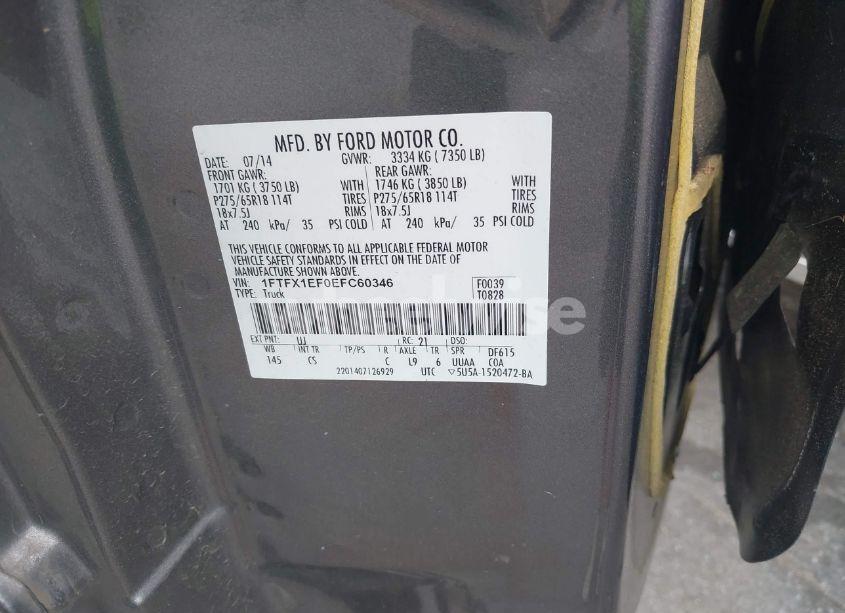 MFD. BY FORD MOTOR CO.
DATE: 07/14 GVWR: 3334 KG ( 7350 LB)
FRONT GAWR: REAR GAWR:
1701 KG ( 3750 LB) WITH 1746 KG ( 3850 LB) WITH
P275/65R18 114T TIRES P275/65R18 114T TIRES
18x7.5J RIMS 18x7.5J RIMS
AT 240 kPa/ 35 PSI COLD AT 240 kPa/ 35 PSI COLD
THIS VEHICLE CONFORMS TO ALL APPLICABLE FEDERAL MOTOR
VEHICLE SAFETY STANDARDS IN EFFECT ON THE DATE OF
MANUFACTURE SHOWN ABOVE.
VIN: 1FTFX1EF0EFC60346 F0039
TYPE: Truck T0828
EXT PNT: UJ RC: 21 DSO:
WB INT TR TP/PS R AXLE TR SPR DF615
145 CS C L9 6 UUAA COA
2201407126929 UTC ▽5U5A-1520472-BA